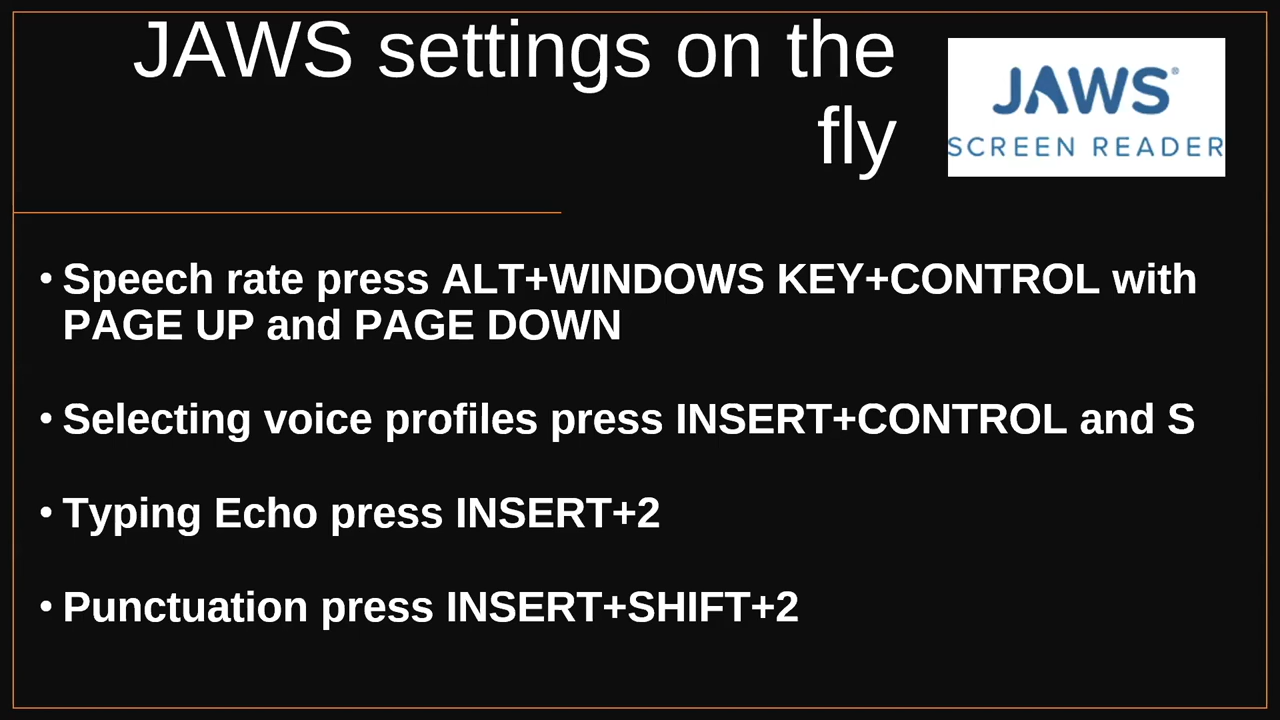 JAWS settings on the
fly
JAWS®
SCREEN READER
• Speech rate press ALT+WINDOWS KEY+CONTROL with
PAGE UP and PAGE DOWN
• Selecting voice profiles press INSERT+CONTROL and S
• Typing Echo press INSERT+2
• Punctuation press INSERT+SHIFT+2